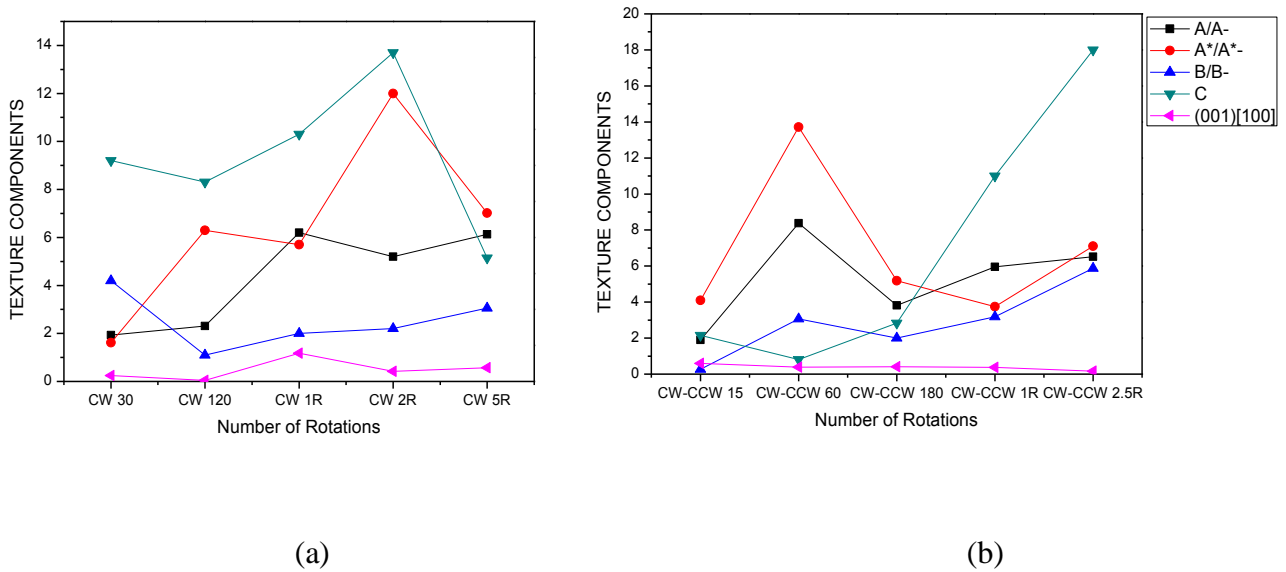 TEXTURE COMPONENTS
14
12
10
8
6
4
2
0
CW 30 CW 120 CW 1R CW 2R CW 5R
Number of Rotations
(a)
TEXTURE COMPONENTS
20
18
16
14
12
10
8
6
4
2
0
CW-CCW 15 CW-CCW 60 CW-CCW 180 CW-CCW 1R CW-CCW 2.5R
Number of Rotations
A/A-
A*/A*-
B/B-
C
(001)[100]
(b)